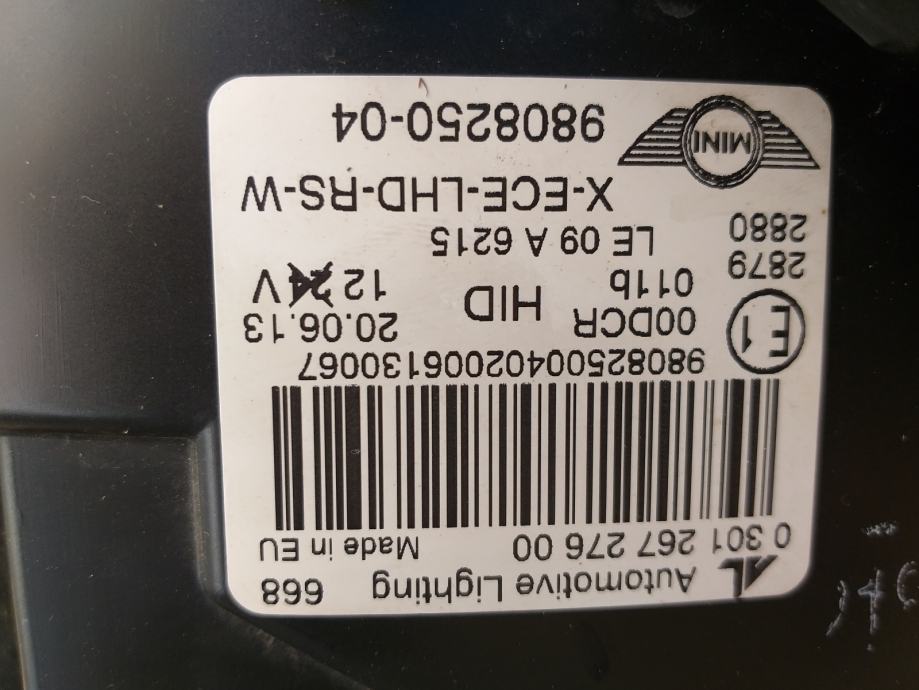 AL Automotive Lighting 668
0 301 267 276 00 Made in EU
98082500402006130067
E1 00DCR HID 20.06.13
011b 12 24 V
2879
2880 LE 09 A 6215
X-ECE-LHD-RS-W
MINI 9808250-04